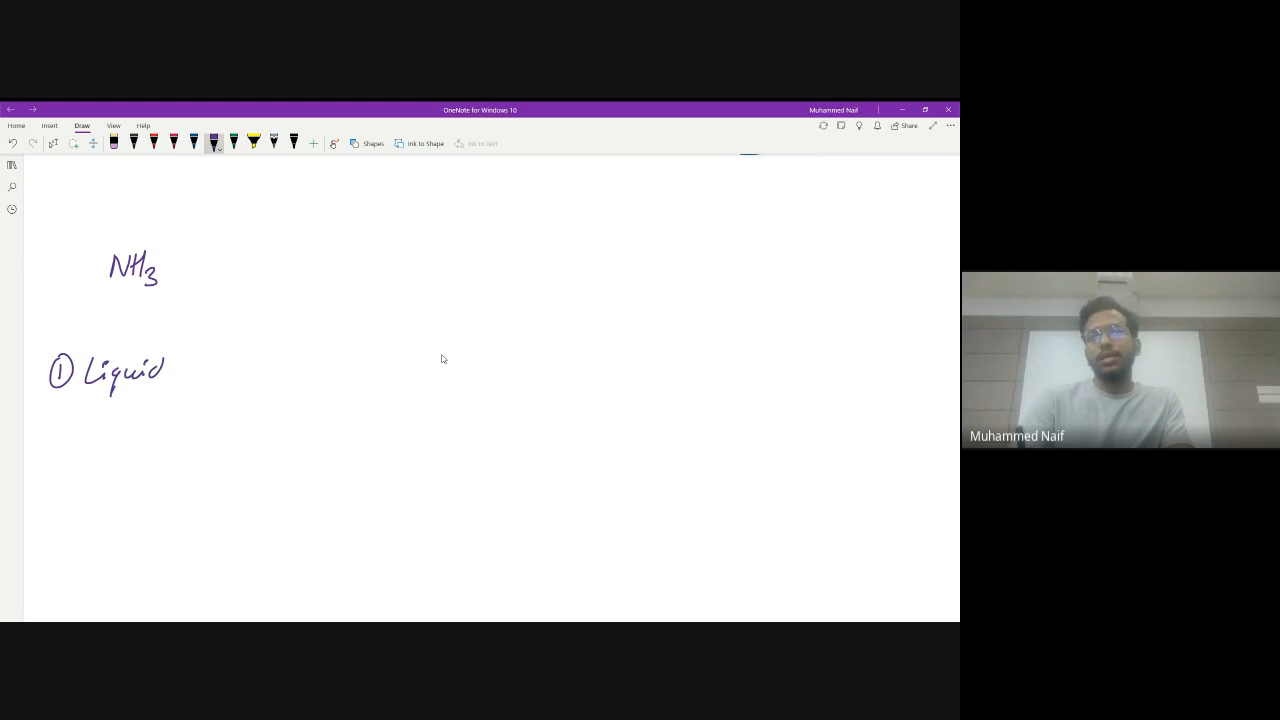 OneNote for Windows 10
Muhammed Naif
Home Insert Draw View Help
Share
Shapes Ink to Shape Ink to Text
NH3
① Liquid
Muhammed Naif